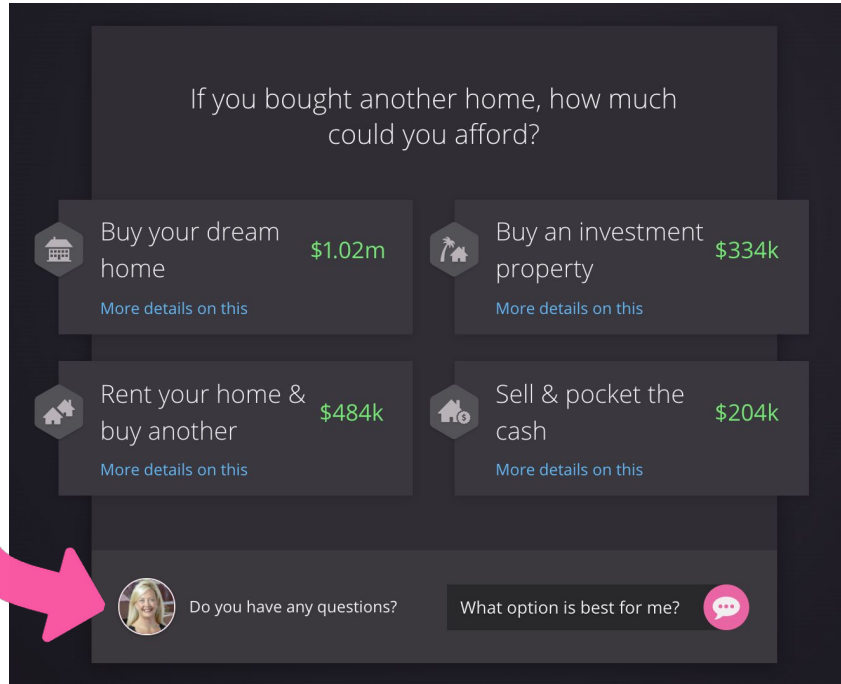 If you bought another home, how much
could you afford?
Buy your dream
home
$1.02m
More details on this
Buy an investment
property
$334k
More details on this
Rent your home &
buy another
$484k
More details on this
Sell & pocket the
cash
$204k
More details on this
Do you have any questions?
What option is best for me?